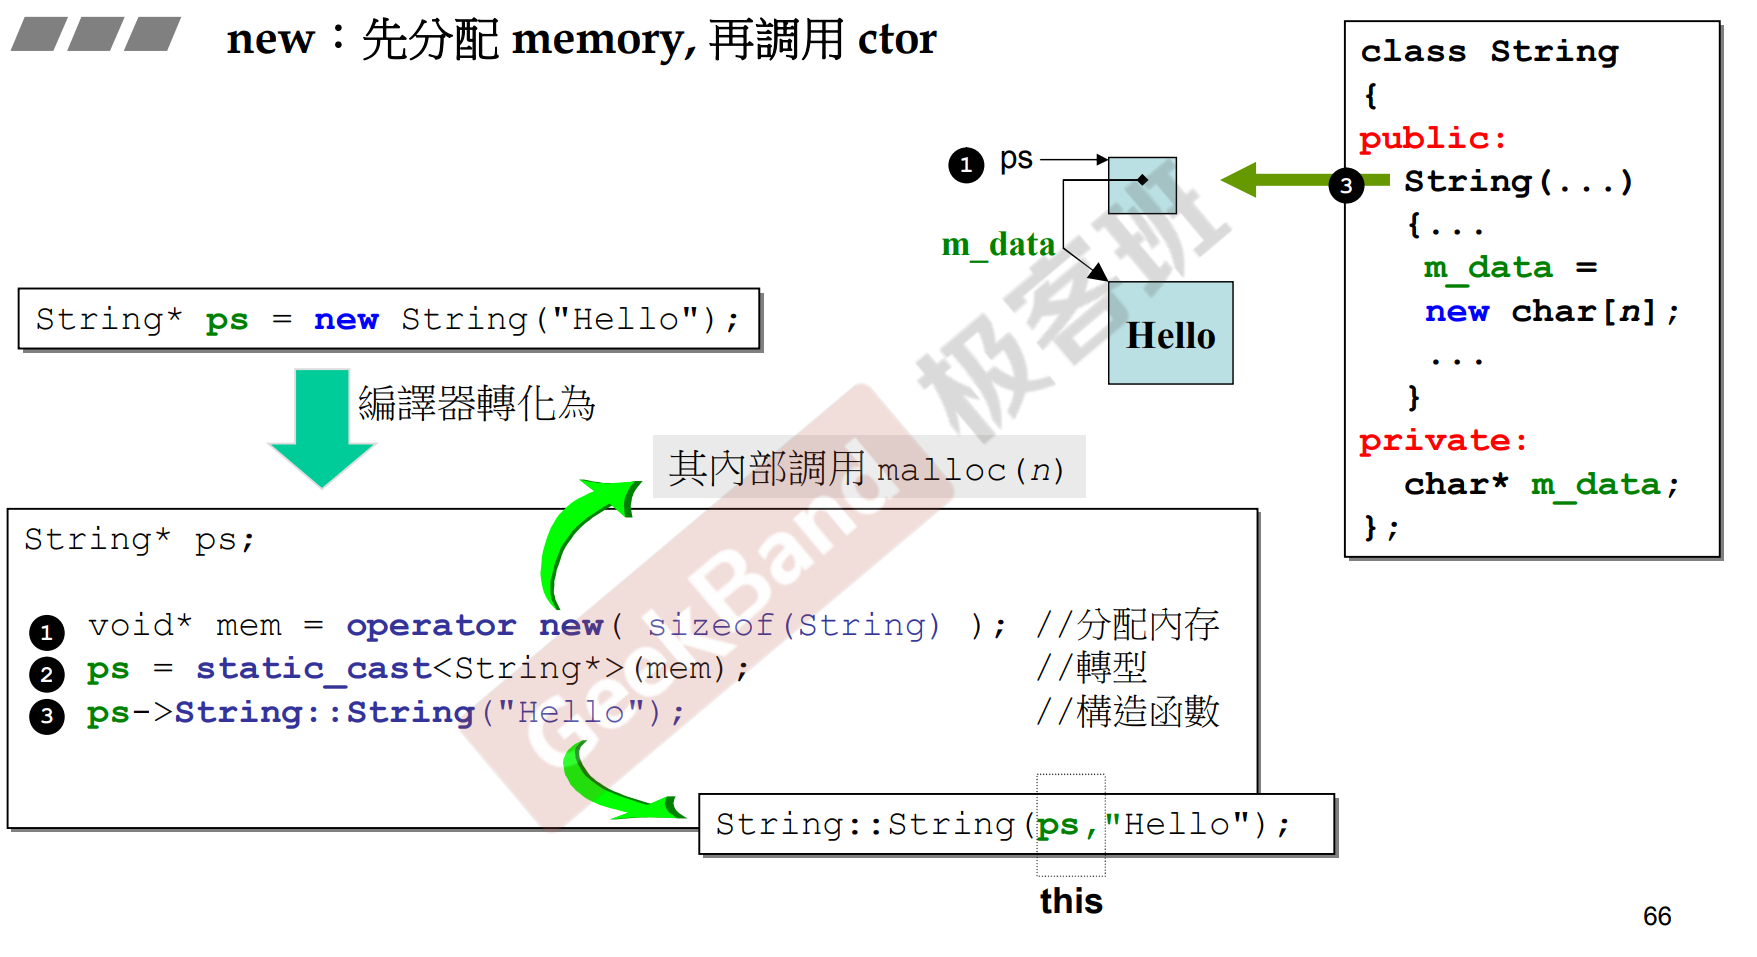 new：先分配 memory, 再調用 ctor
class String
{
public:
String(...)
{...
m_data =
new char[n];
...
}
private:
char* m_data;
};
1 ps
3
m_data
Hello
String* ps = new String("Hello");
編譯器轉化為
其內部調用 malloc(n)
String* ps;
1 void* mem = operator new( sizeof(String) ); //分配內存
2 ps = static_cast<String*>(mem); //轉型
3 ps->String::String("Hello"); //構造函數
String::String(ps,"Hello");
this
GeekBand 极客班
66